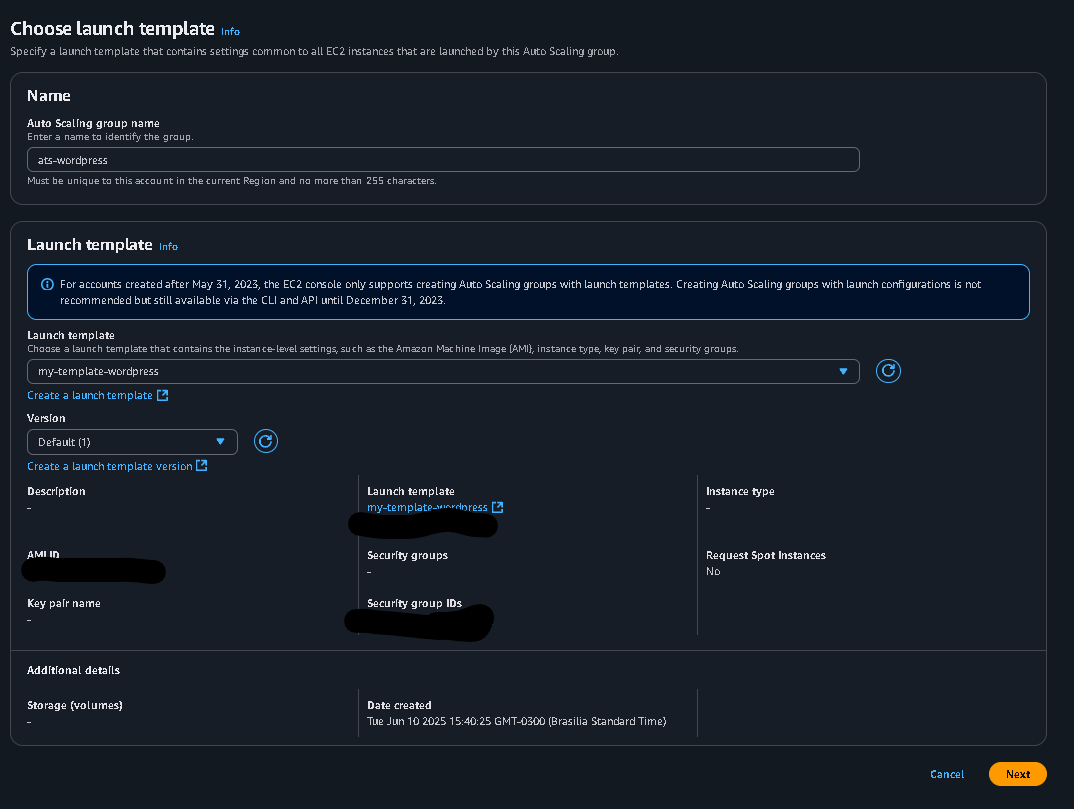 Choose launch template Info
Specify a launch template that contains settings common to all EC2 instances that are launched by this Auto Scaling group.
Name
Auto Scaling group name
Enter a name to identify the group.
ats-wordpress
Must be unique to this account in the current Region and no more than 255 characters.
Launch template Info
For accounts created after May 31, 2023, the EC2 console only supports creating Auto Scaling groups with launch templates. Creating Auto Scaling groups with launch configurations is not
recommended but still available via the CLI and API until December 31, 2023.
Launch template
Choose a launch template that contains the instance-level settings, such as the Amazon Machine Image (AMI), instance type, key pair, and security groups.
my-template-wordpress
Create a launch template
Version
Default (1)
Create a launch template version
Description
-
Launch template
my-template-wordpress
Instance type
-
AMI ID
Security groups
-
Request Spot Instances
No
Key pair name
-
Security group IDs
Additional details
Storage (volumes)
-
Date created
Tue Jun 10 2025 15:40:25 GMT-0300 (Brasilia Standard Time)
Cancel
Next